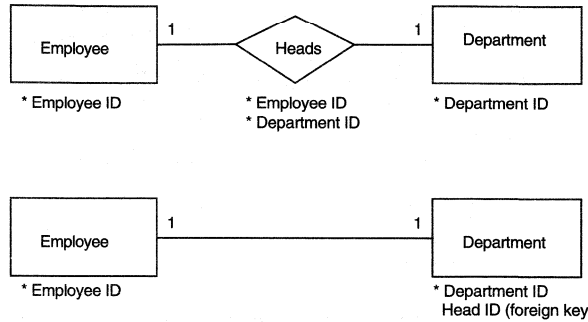 Employee
1
Heads
1
Department
* Employee ID
* Employee ID
* Department ID
* Department ID
Employee
1
1
Department
* Employee ID
* Department ID
Head ID (foreign key